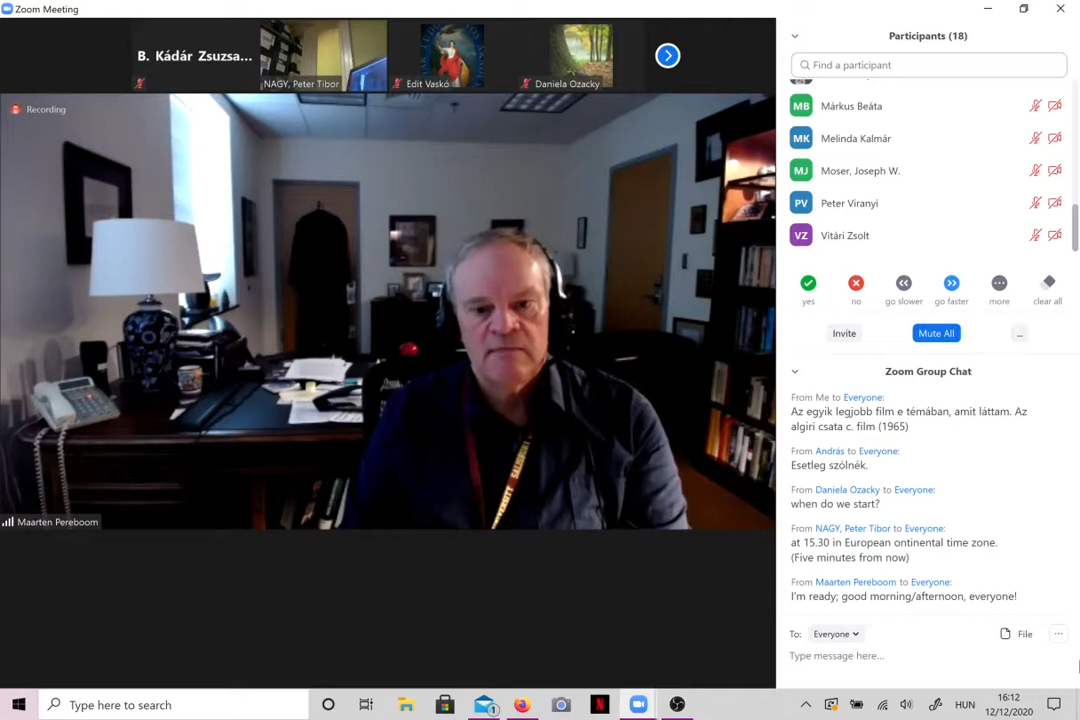 Zoom Meeting
B. Kádár Zsuzsa...
NAGY, Peter Tibor
Edit Vaskó
Daniela Ozacky
Recording
Maarten Pereboom
Participants (18)
Find a participant
MB Márkus Beáta
MK Melinda Kalmár
MJ Moser, Joseph W.
PV Peter Viranyi
VZ Vitári Zsolt
yes no go slower go faster more clear all
Invite Mute All ...
Zoom Group Chat
From Me to Everyone:
Az egyik legjobb film e témában, amit láttam. Az
algiri csata c. film (1965)
From András to Everyone:
Esetleg szólnék.
From Daniela Ozacky to Everyone:
when do we start?
From NAGY, Peter Tibor to Everyone:
at 15.30 in European ontinental time zone.
(Five minutes from now)
From Maarten Pereboom to Everyone:
I'm ready; good morning/afternoon, everyone!
To: Everyone File ...
Type message here...
Type here to search
1
N
HUN
16:12
12/12/2020